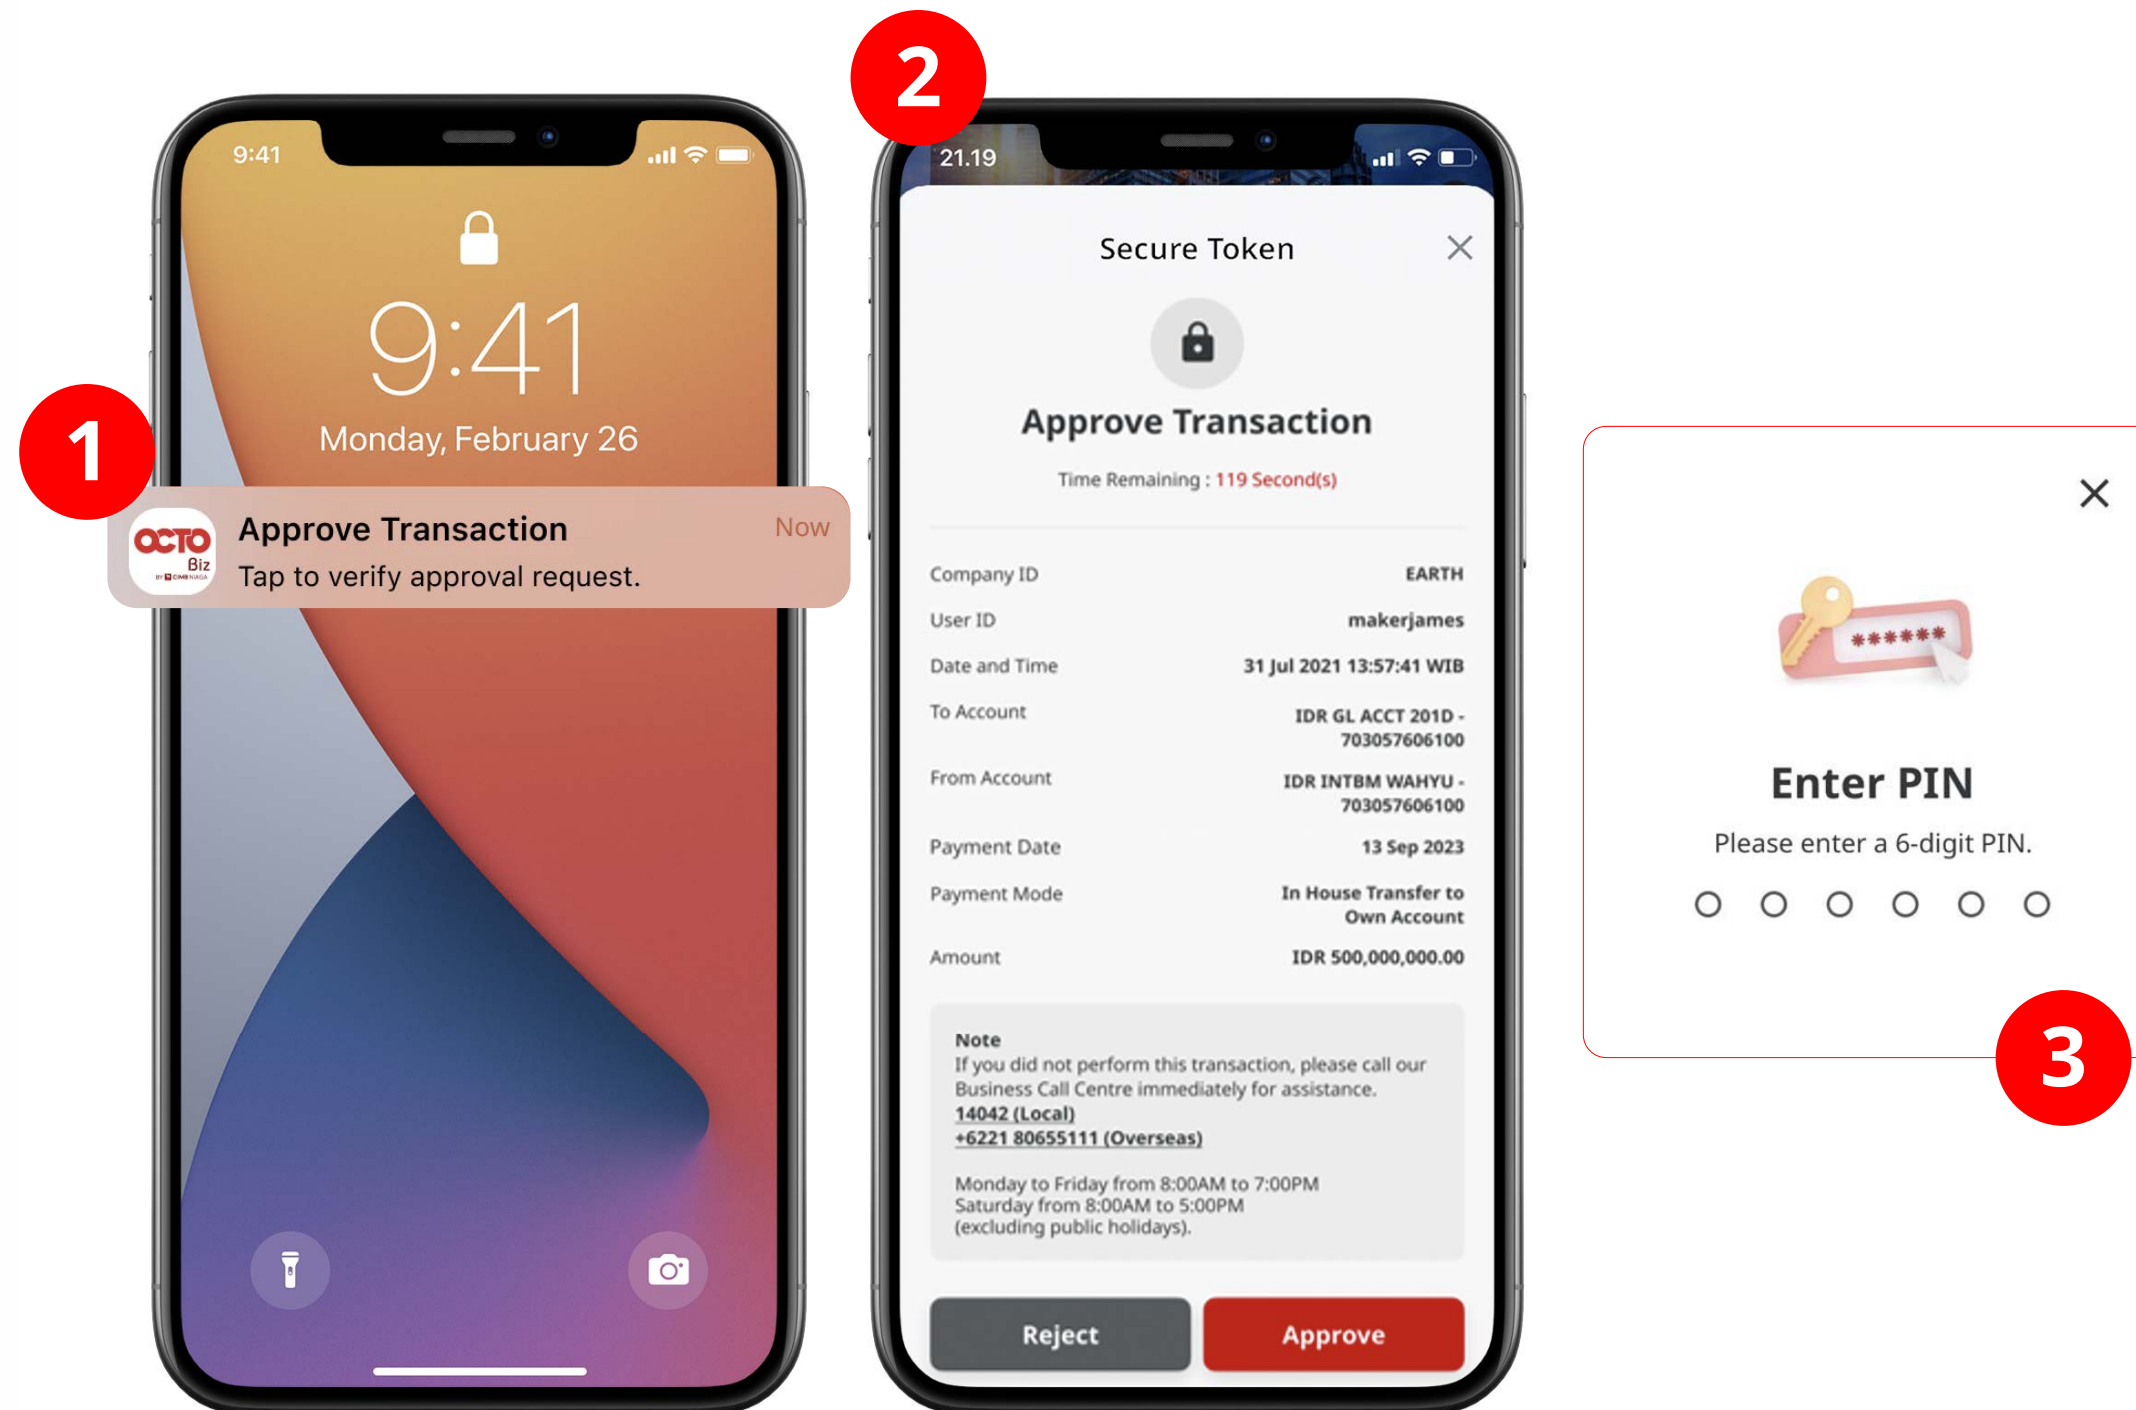 1
9:41
9:41
Monday, February 26
OCTO
Biz
BY CIMB NIAGA
Approve Transaction
Now
Tap to verify approval request.
2
21.19
Secure Token
Approve Transaction
Time Remaining : 119 Second(s)
Company ID EARTH
User ID makerjames
Date and Time 31 Jul 2021 13:57:41 WIB
To Account IDR GL ACCT 201D -
703057606100
From Account IDR INTBM WAHYU -
703057606100
Payment Date 13 Sep 2023
Payment Mode In House Transfer to
Own Account
Amount IDR 500,000,000.00
Note
If you did not perform this transaction, please call our
Business Call Centre immediately for assistance.
14042 (Local)
+6221 80655111 (Overseas)
Monday to Friday from 8:00AM to 7:00PM
Saturday from 8:00AM to 5:00PM
(excluding public holidays).
Reject
Approve
******
Enter PIN
Please enter a 6-digit PIN.
3